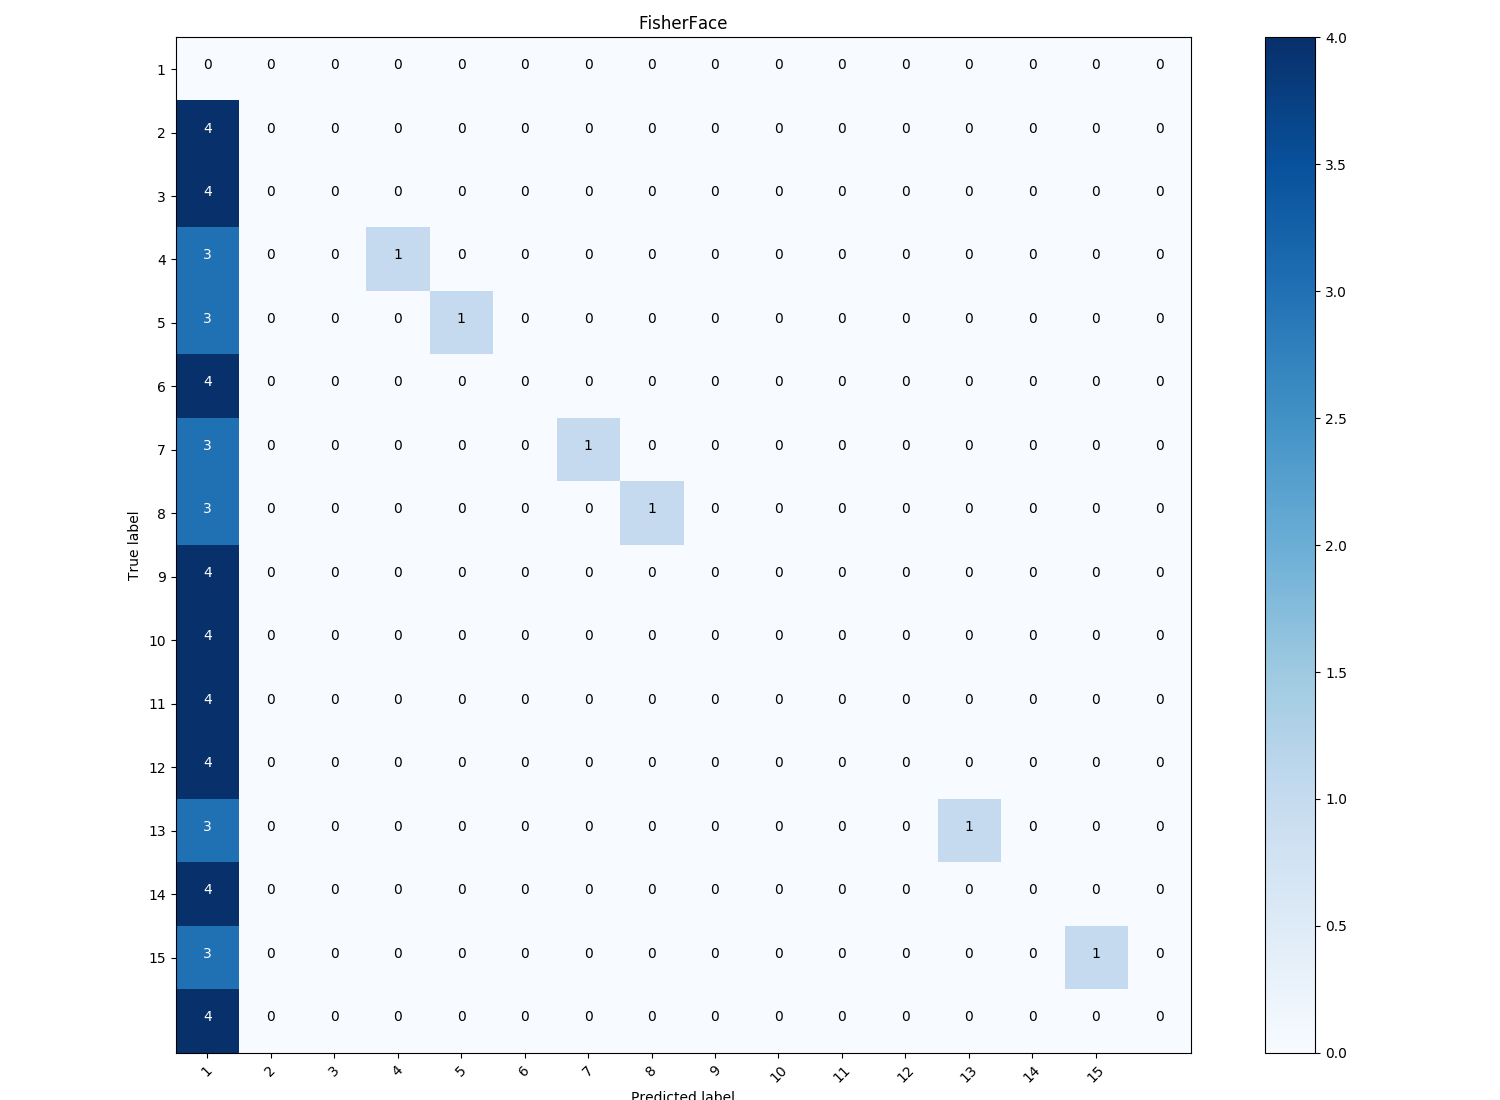 FisherFace
1 0 0 0 0 0 0 0 0 0 0 0 0 0 0 0 0
2 4 0 0 0 0 0 0 0 0 0 0 0 0 0 0 0
3 4 0 0 0 0 0 0 0 0 0 0 0 0 0 0 0
4 3 0 0 1 0 0 0 0 0 0 0 0 0 0 0 0
5 3 0 0 0 1 0 0 0 0 0 0 0 0 0 0 0
6 4 0 0 0 0 0 0 0 0 0 0 0 0 0 0 0
7 3 0 0 0 0 0 1 0 0 0 0 0 0 0 0 0
8 3 0 0 0 0 0 0 1 0 0 0 0 0 0 0 0
9 4 0 0 0 0 0 0 0 0 0 0 0 0 0 0 0
10 4 0 0 0 0 0 0 0 0 0 0 0 0 0 0 0
11 4 0 0 0 0 0 0 0 0 0 0 0 0 0 0 0
12 4 0 0 0 0 0 0 0 0 0 0 0 0 0 0 0
13 3 0 0 0 0 0 0 0 0 0 0 0 1 0 0 0
14 4 0 0 0 0 0 0 0 0 0 0 0 0 0 0 0
15 3 0 0 0 0 0 0 0 0 0 0 0 0 0 1 0
4 0 0 0 0 0 0 0 0 0 0 0 0 0 0 0
1 2 3 4 5 6 7 8 9 10 11 12 13 14 15
True label
Predicted label
4.0
3.5
3.0
2.5
2.0
1.5
1.0
0.5
0.0